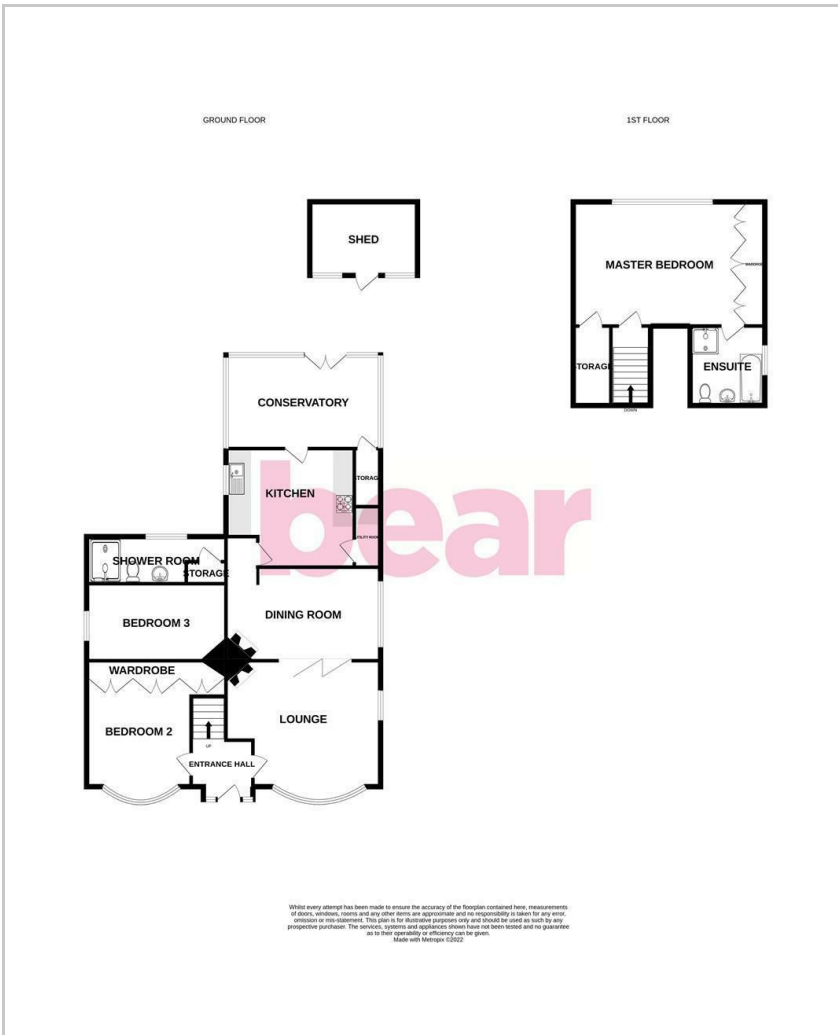 GROUND FLOOR
1ST FLOOR
SHED
MASTER BEDROOM
WARDROBE
STORAGE
ENSUITE
DOWN
CONSERVATORY
STORAGE
KITCHEN
bear
UTILITY ROOM
SHOWER ROOM
STORAGE
DINING ROOM
BEDROOM 3
WARDROBE
LOUNGE
BEDROOM 2
UP
ENTRANCE HALL
Whilst every attempt has been made to ensure the accuracy of the floorplan contained here, measurements
of doors, windows, rooms and any other items are approximate and no responsibility is taken for any error,
omission or mis-statement. This plan is for illustrative purposes only and should be used as such by any
prospective purchaser. The services, systems and appliances shown have not been tested and no guarantee
as to their operability or efficiency can be given.
Made with Metropix ©2022